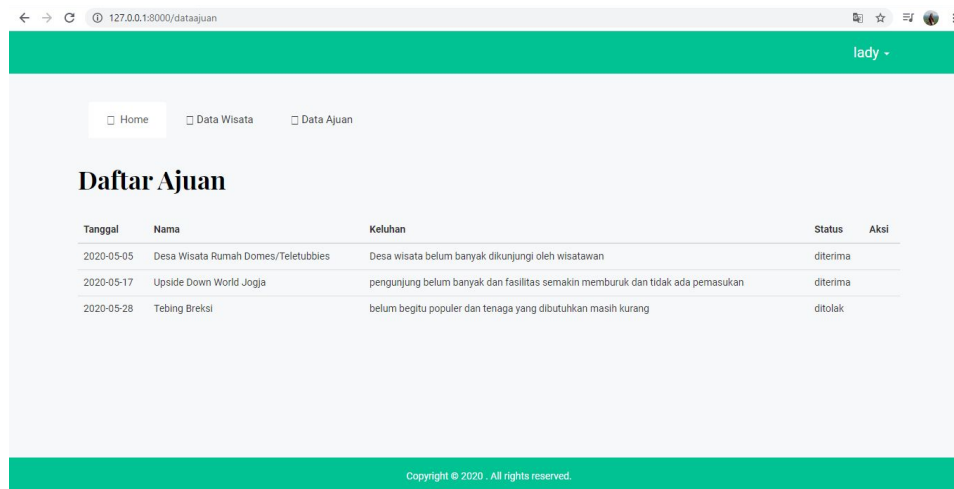 127.0.0.1:8000/dataajuan
lady
Home Data Wisata Data Ajuan
Daftar Ajuan
Tanggal Nama Keluhan Status Aksi
2020-05-05 Desa Wisata Rumah Domes/Teletubbies Desa wisata belum banyak dikunjungi oleh wisatawan diterima
2020-05-17 Upside Down World Jogja pengunjung belum banyak dan fasilitas semakin memburuk dan tidak ada pemasukan diterima
2020-05-28 Tebing Breksi belum begitu populer dan tenaga yang dibutuhkan masih kurang ditolak
Copyright © 2020 . All rights reserved.